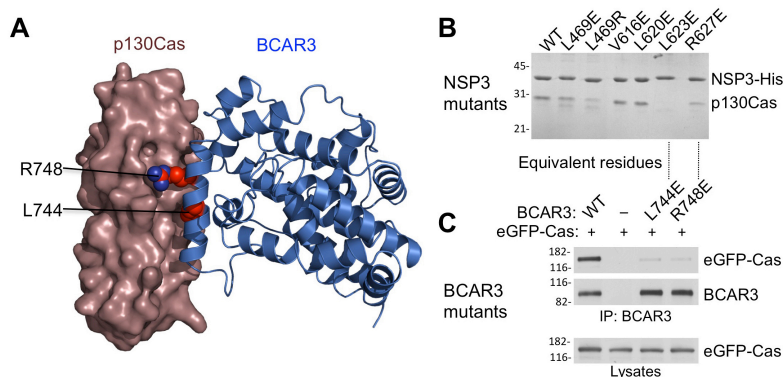 A
p130Cas
BCAR3
R748
L744
B
WT
L469E
L469R
V616E
L620E
L623E
R627E
NSP3
mutants
45-
31-
21-
NSP3-His
p130Cas
Equivalent residues
C
BCAR3: WT – L744E R748E
eGFP-Cas: + + + +
BCAR3
mutants
182-
116-
eGFP-Cas
116-
82-
BCAR3
IP: BCAR3
182-
116-
eGFP-Cas
Lysates